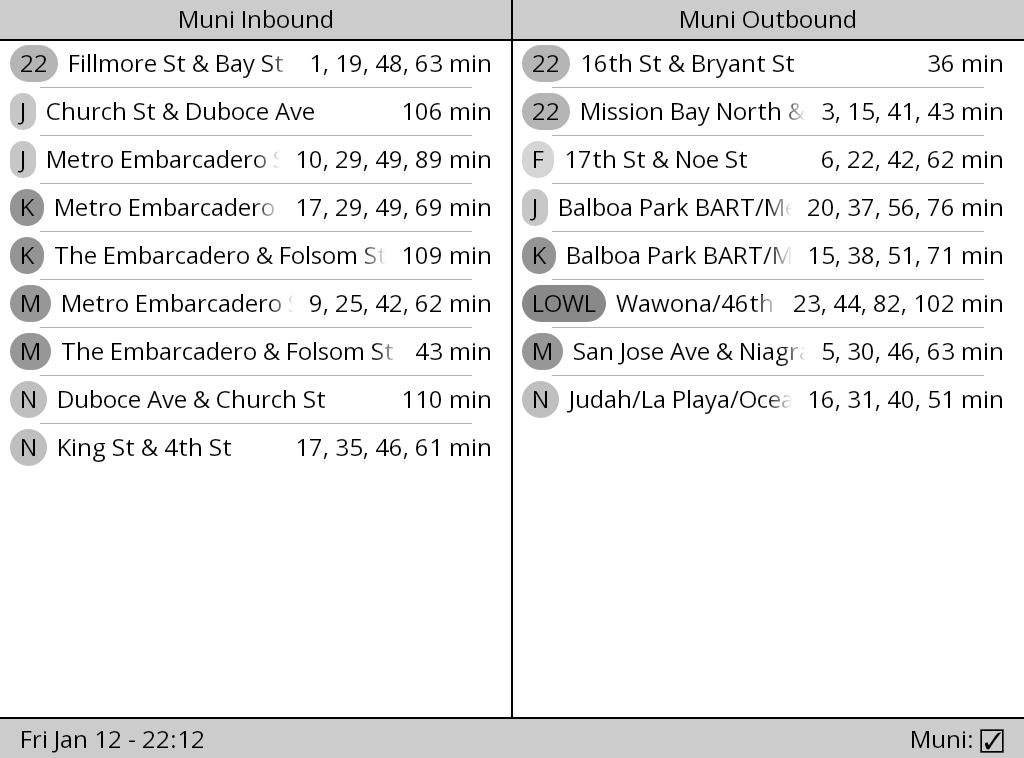 Muni Inbound
22 Fillmore St & Bay St 1, 19, 48, 63 min
J Church St & Duboce Ave 106 min
J Metro Embarcadero 10, 29, 49, 89 min
K Metro Embarcadero 17, 29, 49, 69 min
K The Embarcadero & Folsom St 109 min
M Metro Embarcadero 9, 25, 42, 62 min
M The Embarcadero & Folsom St 43 min
N Duboce Ave & Church St 110 min
N King St & 4th St 17, 35, 46, 61 min
Muni Outbound
22 16th St & Bryant St 36 min
22 Mission Bay North & 3, 15, 41, 43 min
F 17th St & Noe St 6, 22, 42, 62 min
J Balboa Park BART/Me 20, 37, 56, 76 min
K Balboa Park BART/M 15, 38, 51, 71 min
LOWL Wawona/46th 23, 44, 82, 102 min
M San Jose Ave & Niagra 5, 30, 46, 63 min
N Judah/La Playa/Ocea 16, 31, 40, 51 min
Fri Jan 12 - 22:12
Muni: ☑